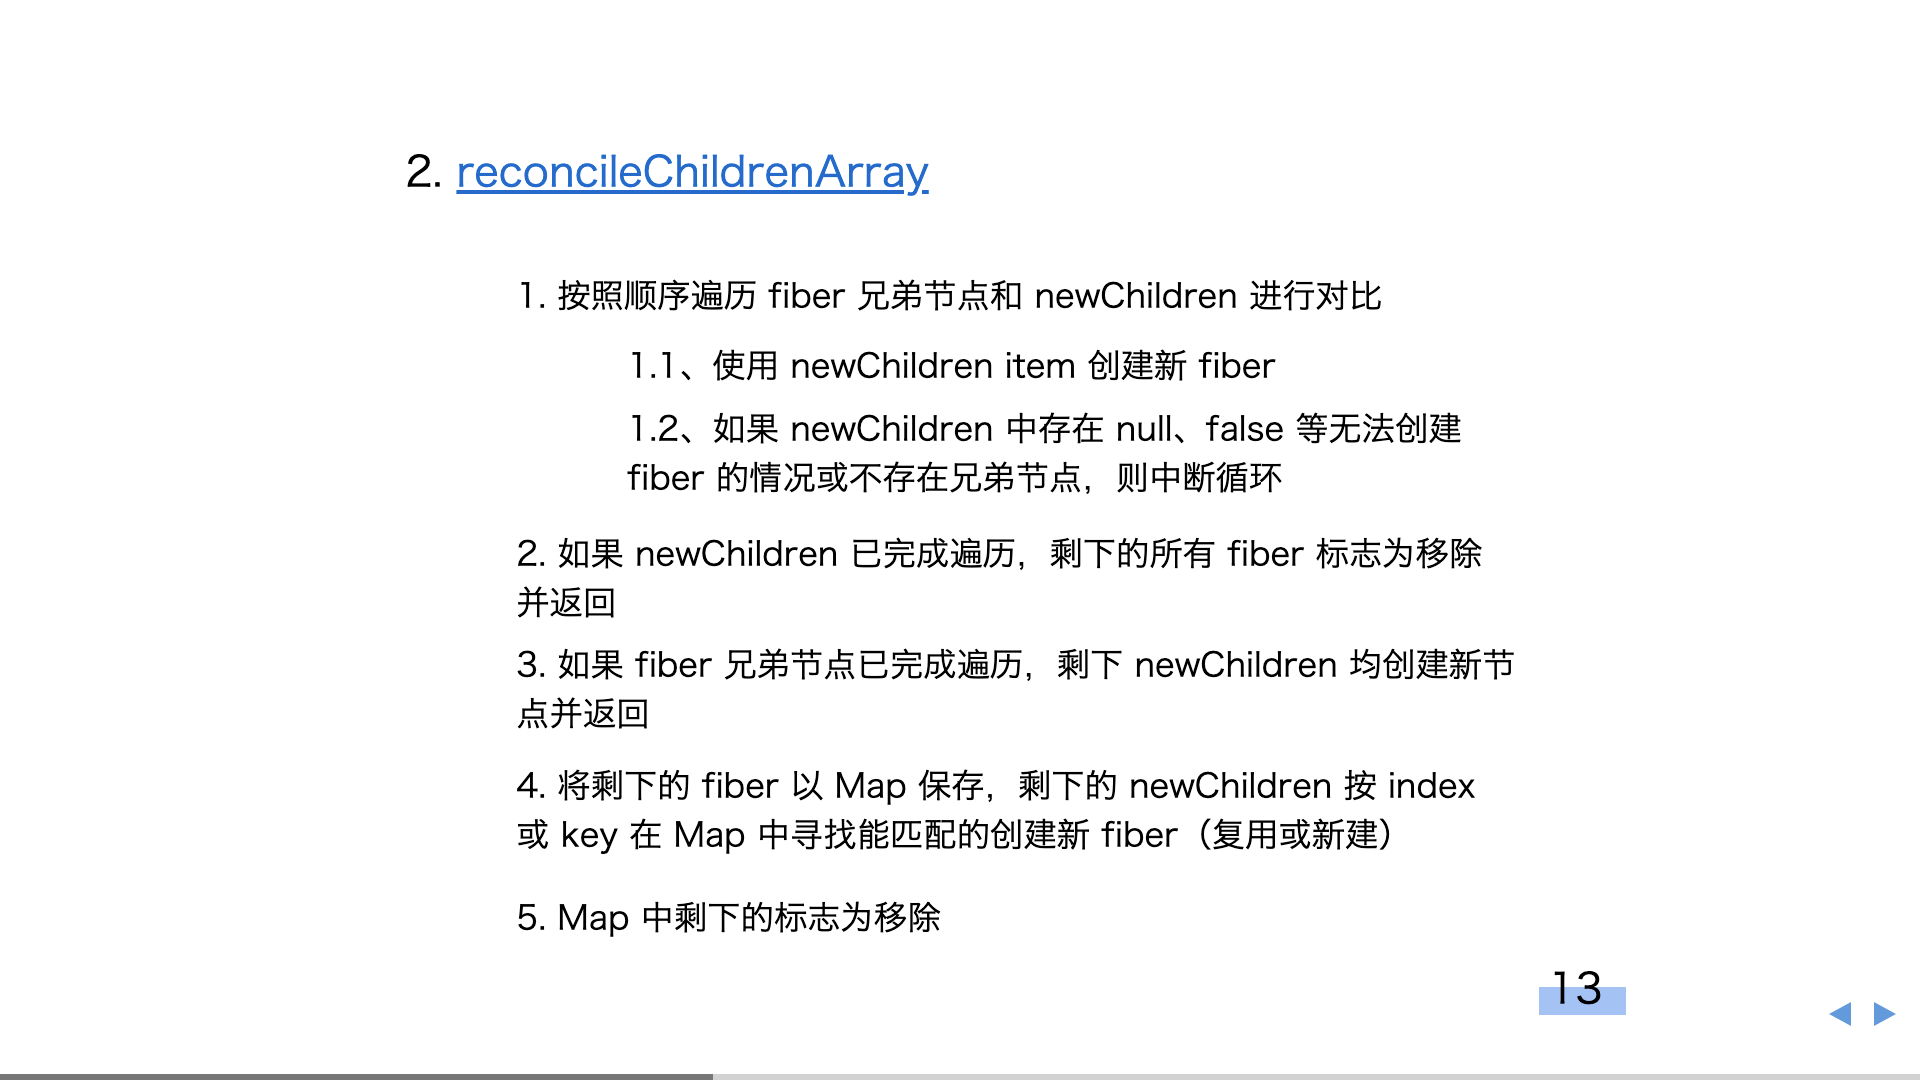 2. reconcileChildrenArray
1. 按照顺序遍历 fiber 兄弟节点和 newChildren 进行对比
1.1、使用 newChildren item 创建新 fiber
1.2、如果 newChildren 中存在 null、false 等无法创建
fiber 的情况或不存在兄弟节点，则中断循环
2. 如果 newChildren 已完成遍历，剩下的所有 fiber 标志为移除
并返回
3. 如果 fiber 兄弟节点已完成遍历，剩下 newChildren 均创建新节
点并返回
4. 将剩下的 fiber 以 Map 保存，剩下的 newChildren 按 index
或 key 在 Map 中寻找能匹配的创建新 fiber（复用或新建）
5. Map 中剩下的标志为移除
13